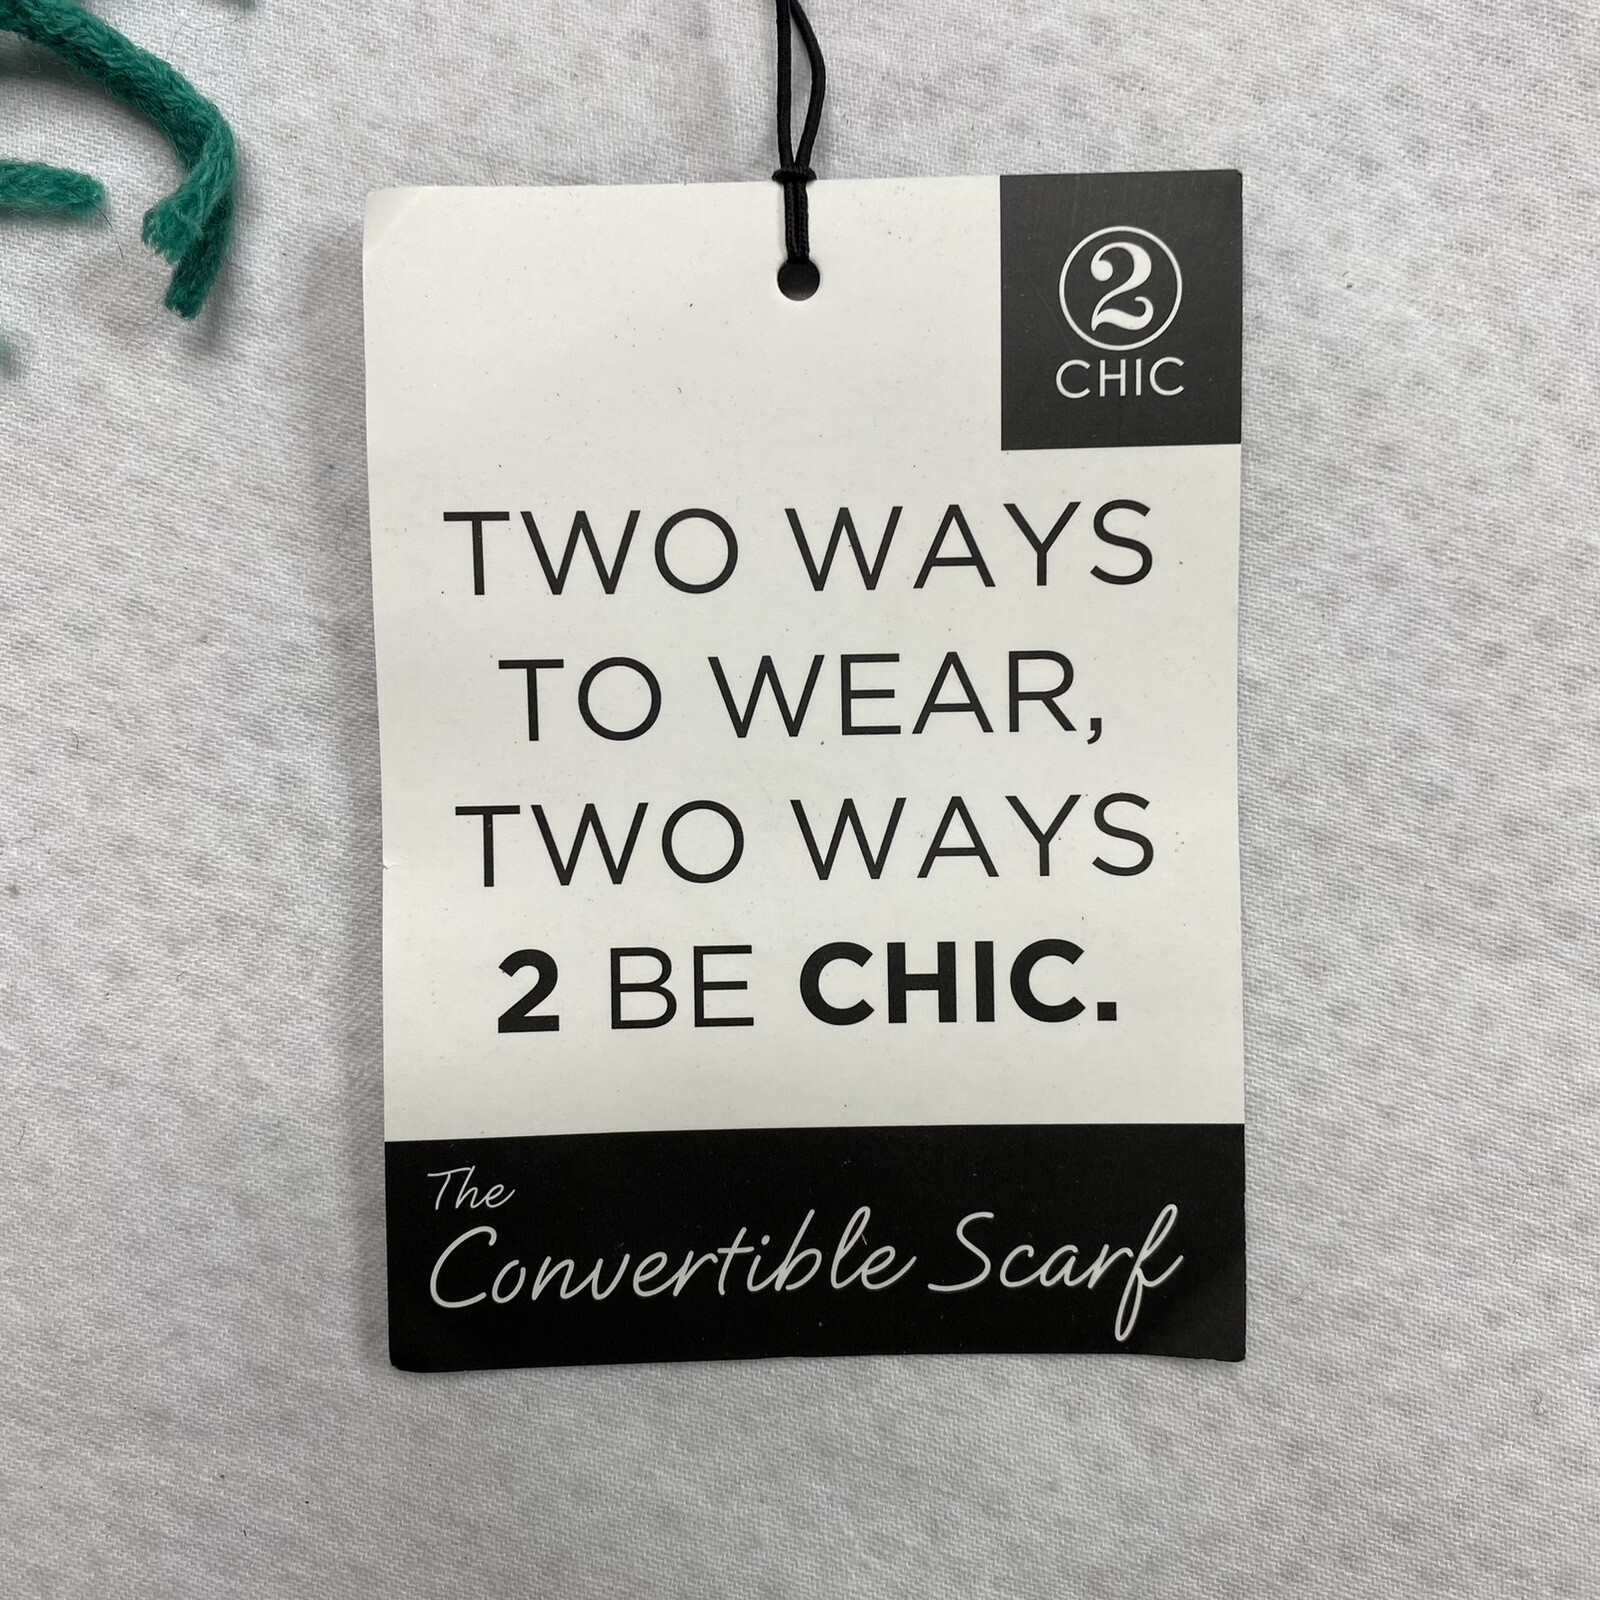 2
CHIC
TWO WAYS
TO WEAR,
TWO WAYS
2 BE CHIC.
The
Convertible Scarf